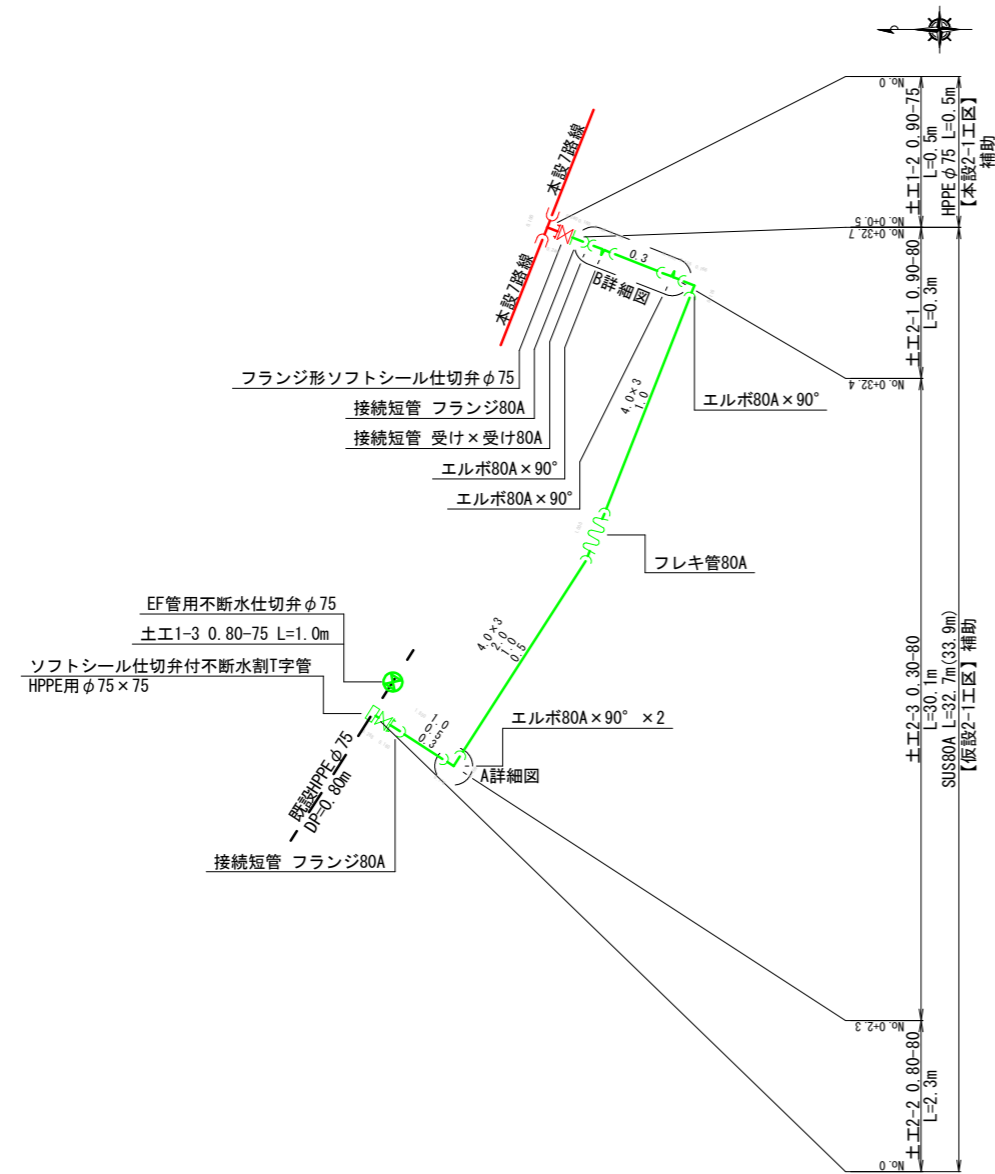 No.0
土工1-2 0.90-75
L=0.5m
HPPEφ75 L=0.5m
【本設2-1工区】
補助
No.0+0.5
No.0+32.7
土工2-1 0.90-80
L=0.3m
No.0+32.4
本設7路線
本設7路線
0.3
B詳細図
フランジ形ソフトシール仕切弁φ75
接続短管 フランジ80A
接続短管 受け×受け80A
エルボ80A×90°
エルボ80A×90°
エルボ80A×90°
4.0×3
1.0
フレキ管80A
4.0×3
2.0
1.0
0.5
EF管用不断水仕切弁φ75
土工1-3 0.80-75 L=1.0m
ソフトシール仕切弁付不断水割T字管
HPPE用φ75×75
1.0
0.5
0.3
エルボ80A×90° ×2
A詳細図
既設HPPEφ75
DP=0.80m
接続短管 フランジ80A
土工2-3 0.30-80
L=30.1m
SUS80A L=32.7m(33.9m)
【仮設2-1工区】補助
No.0+2.3
土工2-2 0.80-80
L=2.3m
No.0